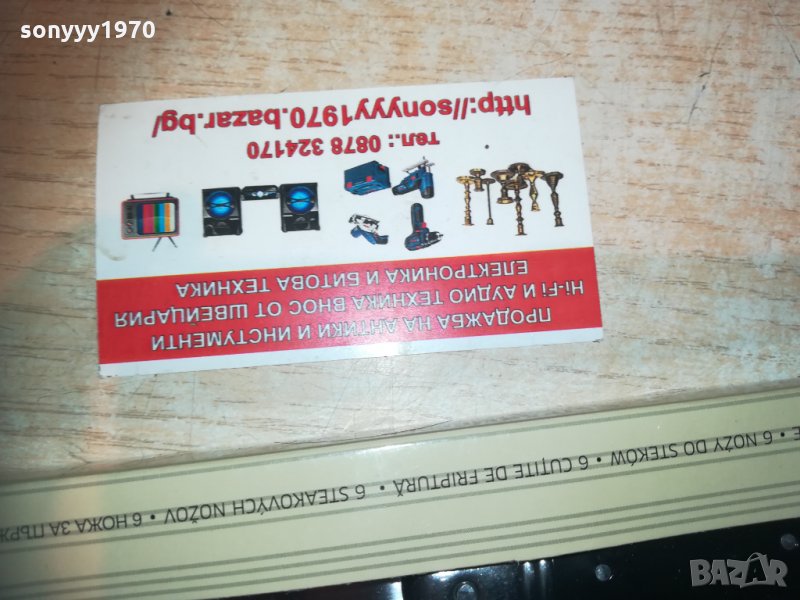 sonyyy1970
ПРОДАЖБА НА АНТИКИ И ИНСТУМЕНТИ
Hi-Fi И АУДИО ТЕХНИКА ВНОС ОТ ШВЕЙЦАРИЯ
ЕЛЕКТРОНИКА И БИТОВА ТЕХНИКА
тел.: 0878 324170
http://sonyyy1970.bazar.bg/
• 6 NOŻY DO STEKÓW • 6 CUȚITE DE FRIPTURĂ • 6 STEAKOVÝCH NOŽOV • 6 НОЖА ЗА
BAZAR